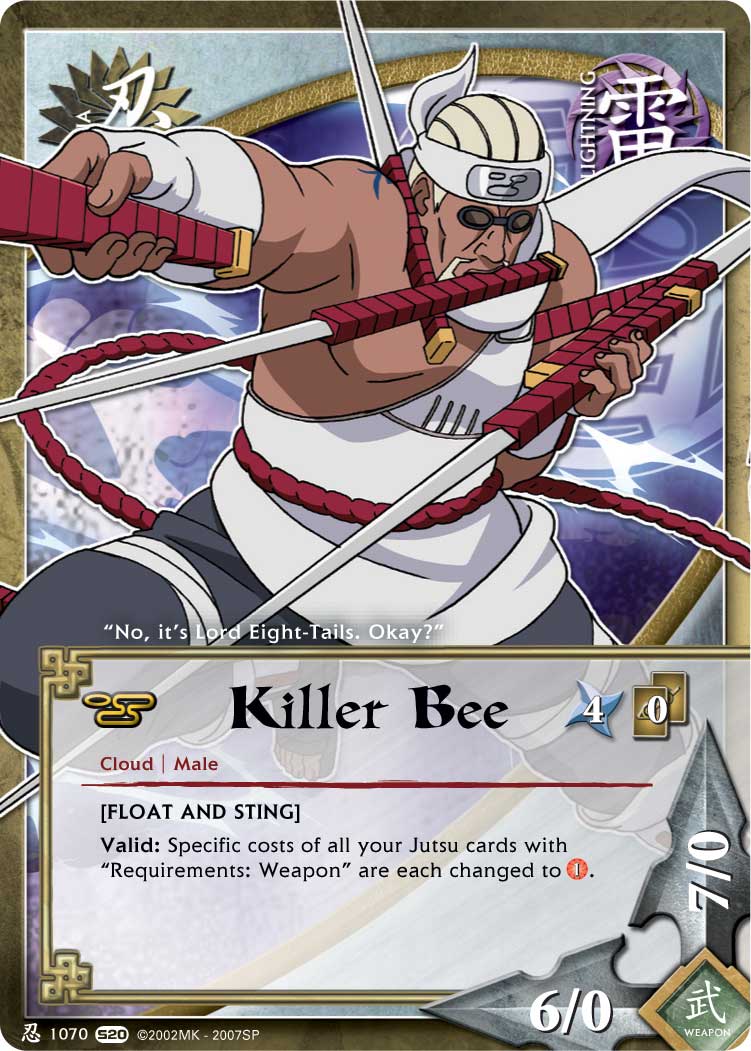 忍
LIGHTNING
雷
“No, it’s Lord Eight-Tails. Okay?”
Killer Bee
4
0
Cloud | Male
[FLOAT AND STING]
Valid: Specific costs of all your Jutsu cards with
“Requirements: Weapon” are each changed to 1.
7/0
6/0
武
WEAPON
忍 1070 S20 ©2002MK - 2007SP